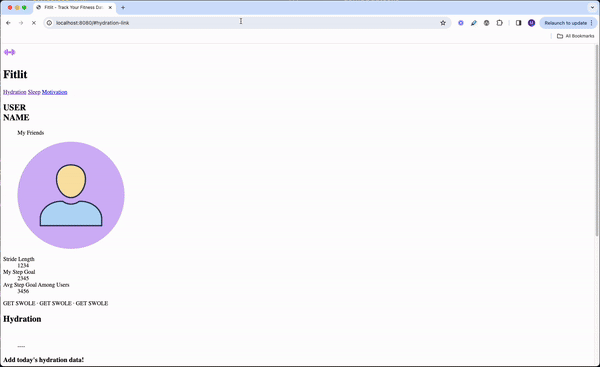 Fitlit - Track Your Fitness Da
Relaunch to update
localhost:8080/#hydration-link
All Bookmarks
Fitlit
Hydration Sleep Motivation
USER
NAME
My Friends
Stride Length
1234
My Step Goal
2345
Avg Step Goal Among Users
3456
GET SWOLE · GET SWOLE · GET SWOLE
Hydration
----
Add today's hydration data!